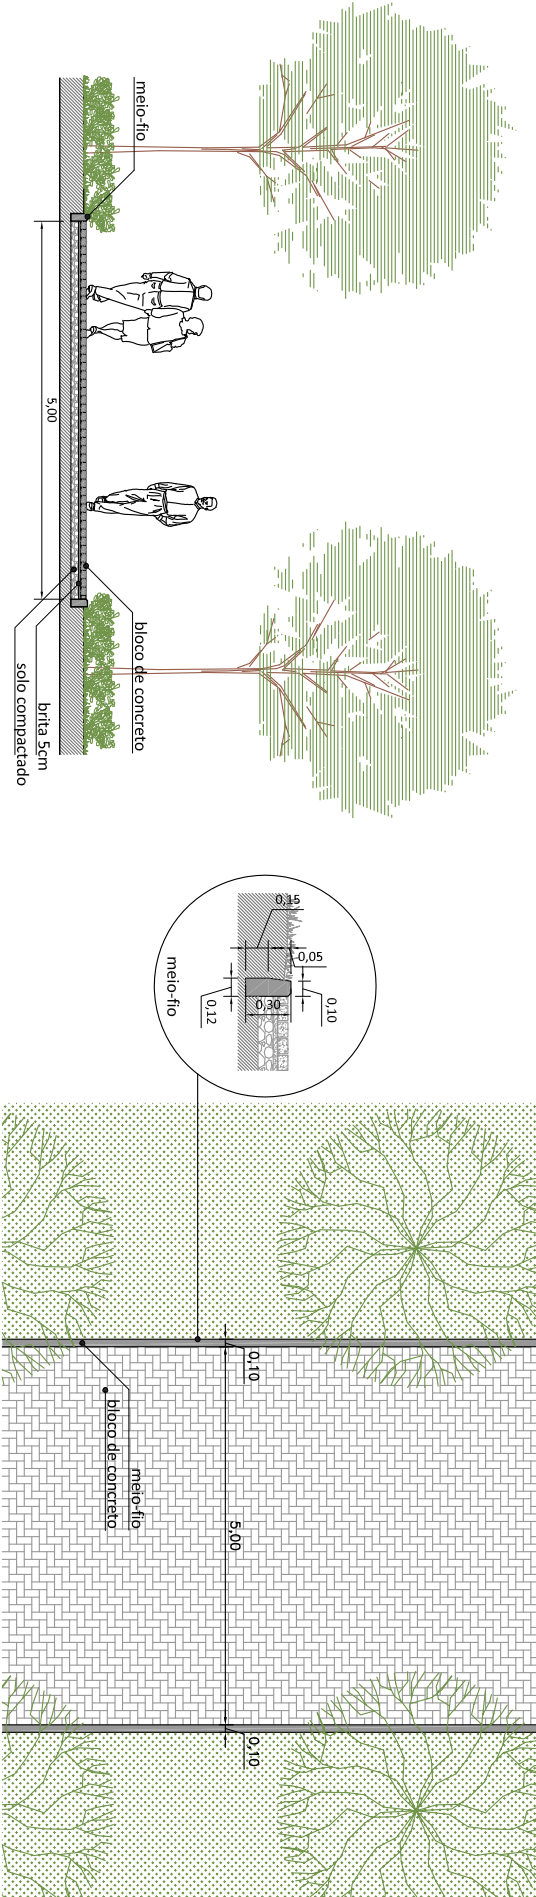 meio-fio
5,00
bloco de concreto
brita 5cm
solo compactado
0,15
0,05
0,30
0,10
0,12
meio-fio
0,10
meio-fio
bloco de concreto
5,00
0,10